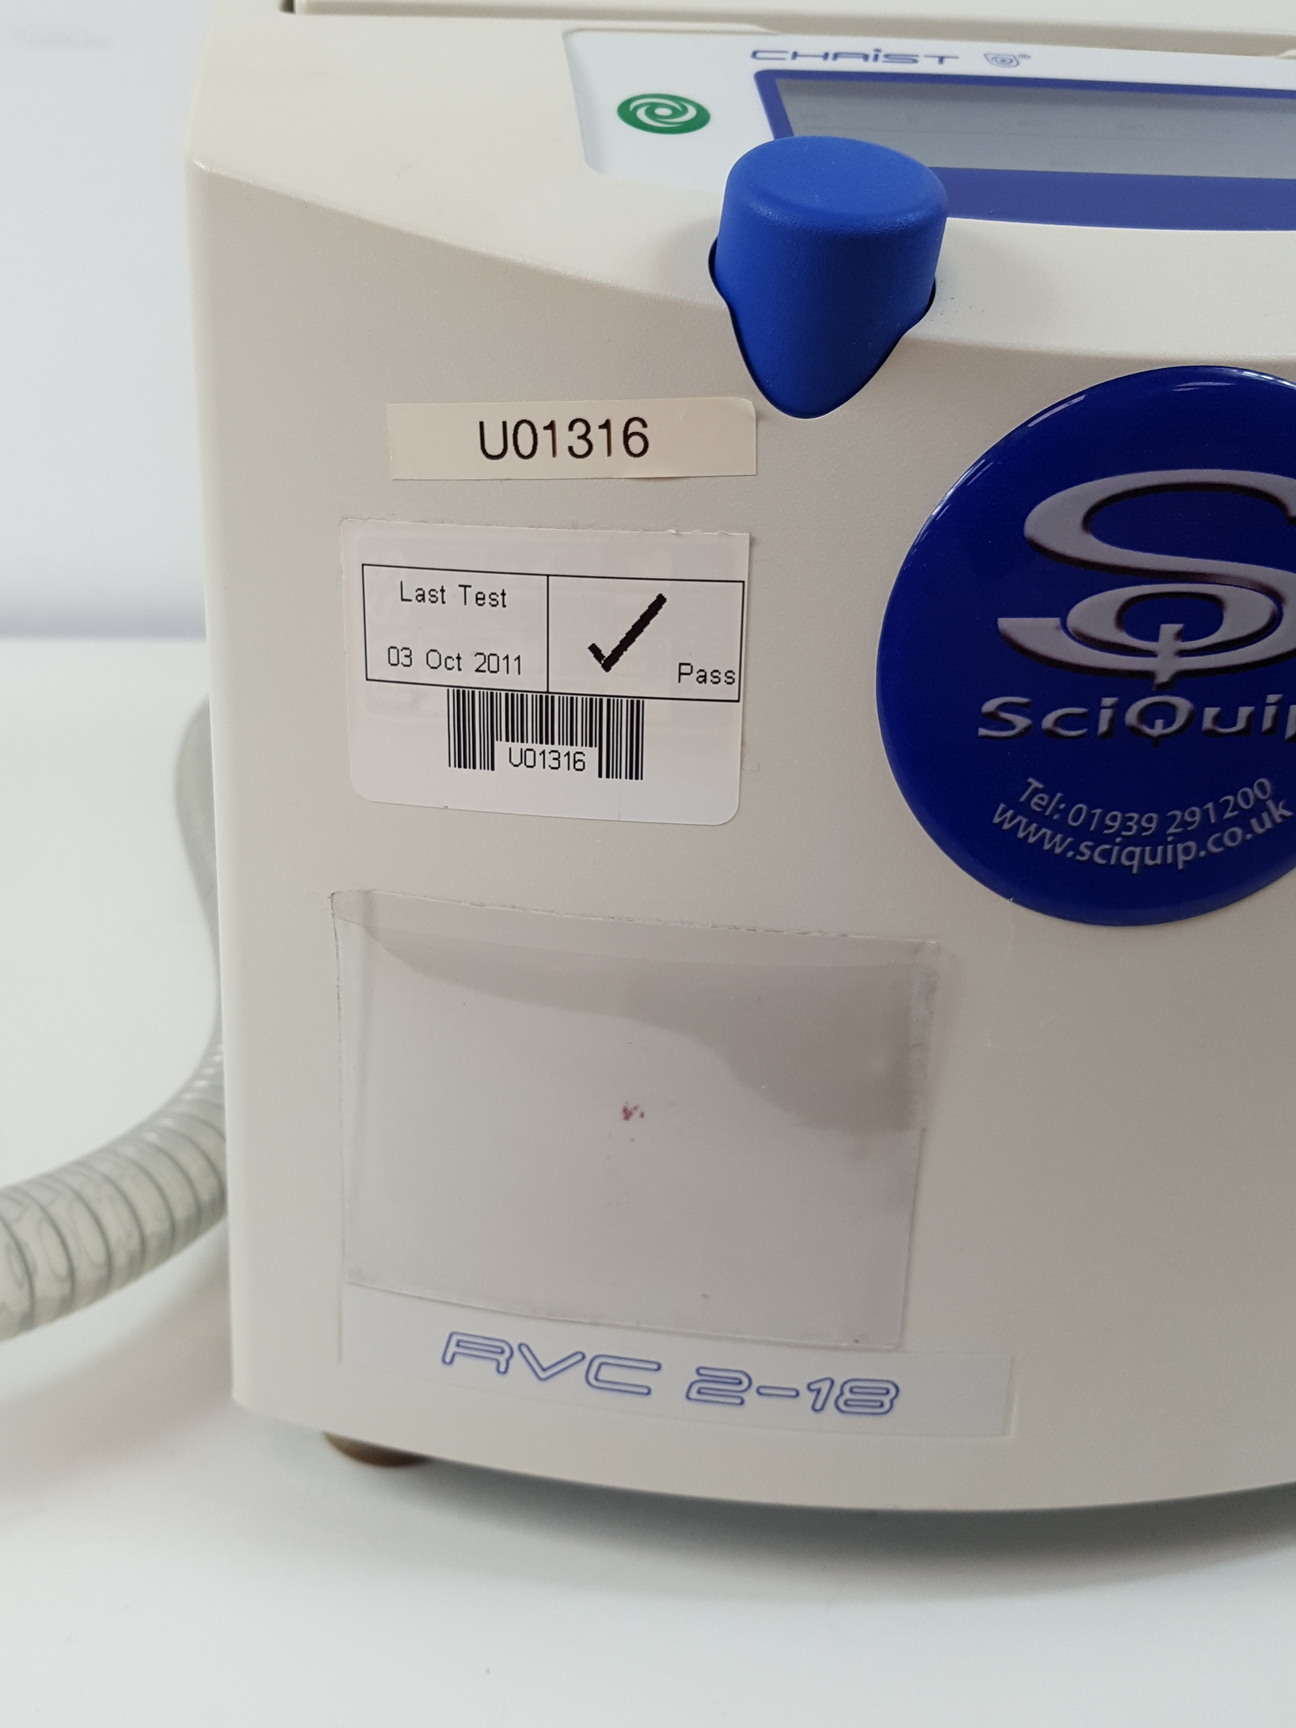 CHRiST
U01316
Last Test
03 Oct 2011
Pass
U01316
SQ
SciQuip
Tel: 01939 291200
www.sciquip.co.uk
RVC 2-18